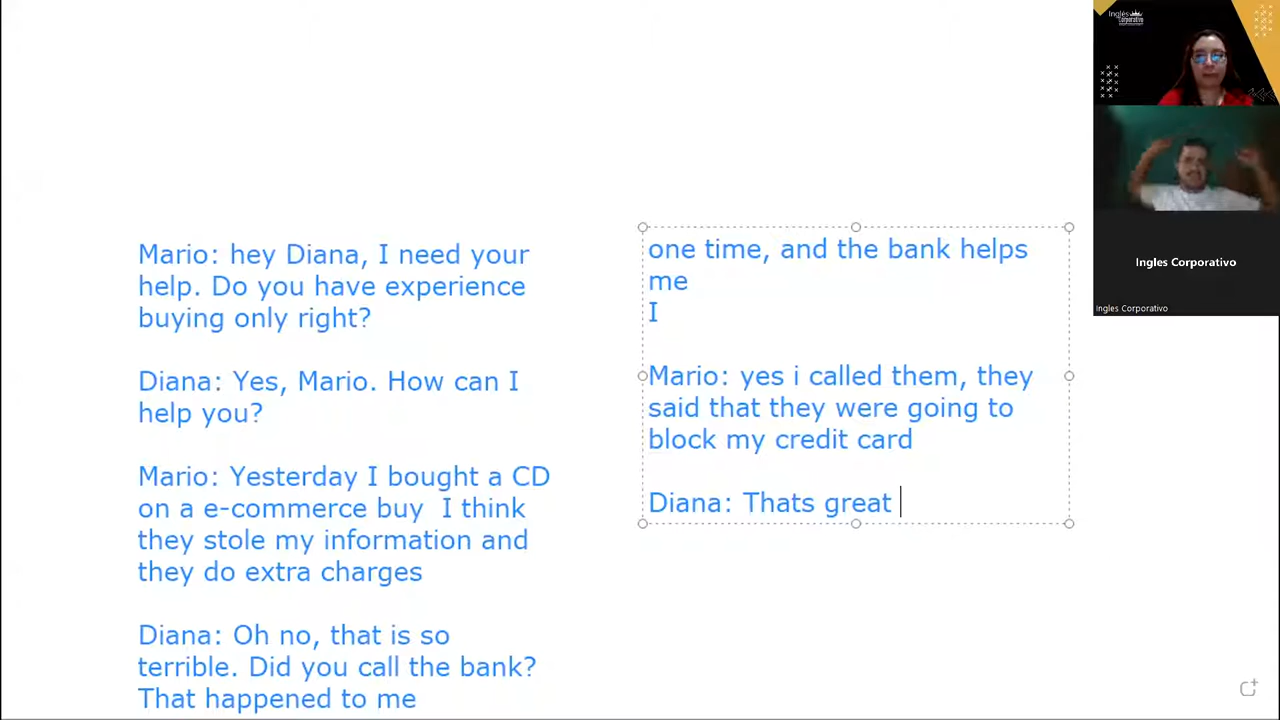 Mario: hey Diana, I need your
help. Do you have experience
buying only right?
Diana: Yes, Mario. How can I
help you?
Mario: Yesterday I bought a CD
on a e-commerce buy  I think
they stole my information and
they do extra charges
Diana: Oh no, that is so
terrible. Did you call the bank?
That happened to me
one time, and the bank helps
me
I
Mario: yes i called them, they
said that they were going to
block my credit card
Diana: Thats great
Inglés
Corporativo
Ingles Corporativo
Ingles Corporativo